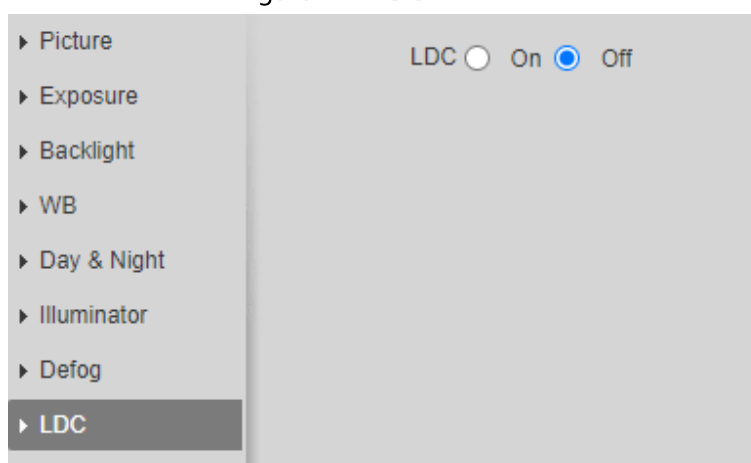 Picture
Exposure
Backlight
WB
Day & Night
Illuminator
Defog
LDC
LDC On Off